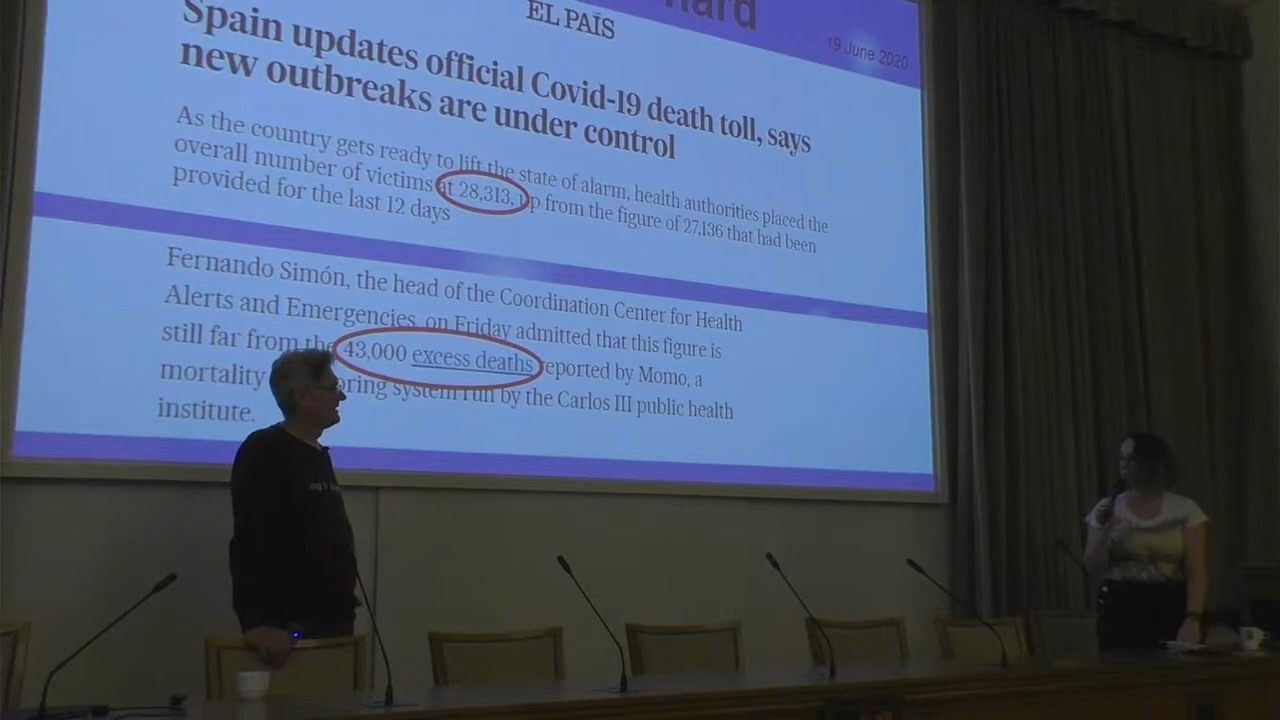 hard
EL PAÍS
19 June 2020
Spain updates official Covid-19 death toll, says
new outbreaks are under control
As the country gets ready to lift the state of alarm, health authorities placed the
overall number of victims at 28,313, up from the figure of 27,136 that had been
provided for the last 12 days
Fernando Simón, the head of the Coordination Center for Health
Alerts and Emergencies, on Friday admitted that this figure is
still far from the 43,000 excess deaths reported by Momo, a
mortality oring system run by the Carlos III public health
institute.